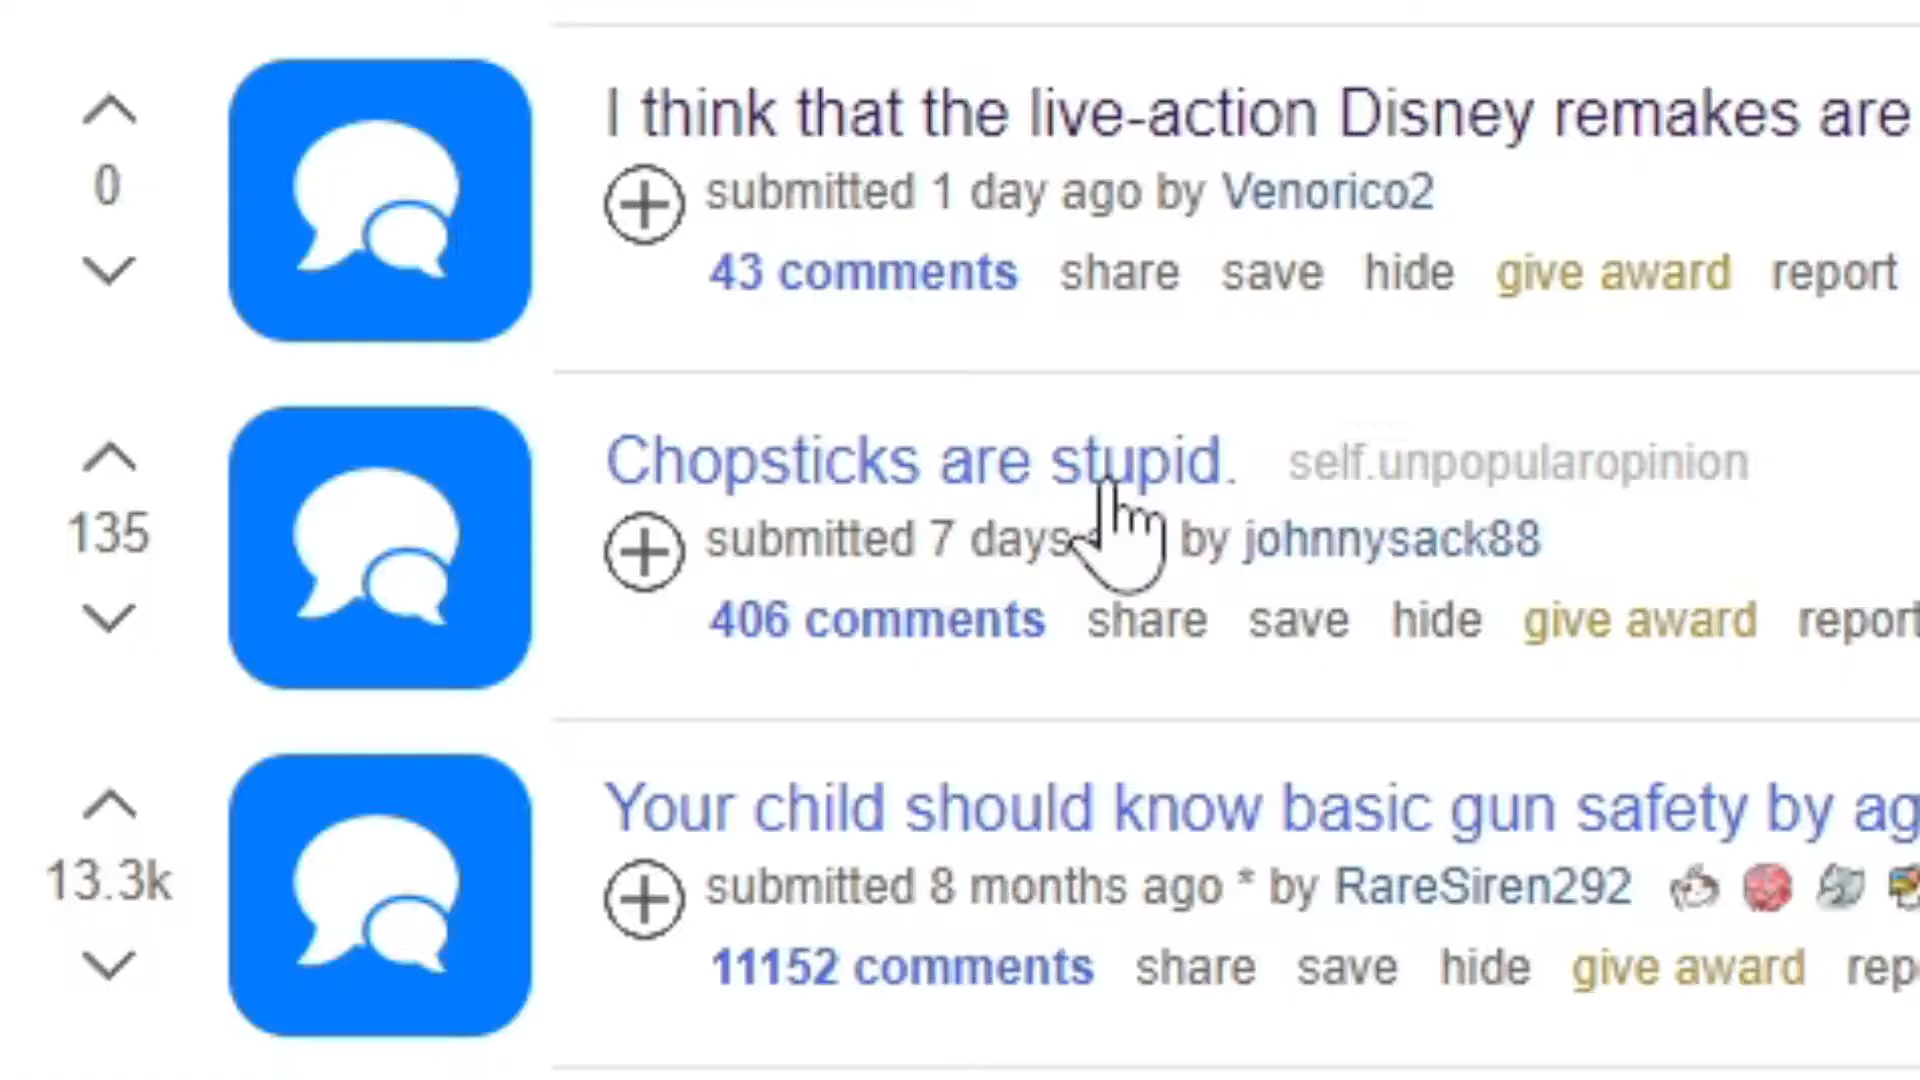 I think that the live-action Disney remakes are
0
submitted 1 day ago by Venorico2
43 comments share save hide give award report
Chopsticks are stupid. self.unpopularopinion
135
submitted 7 days by johnnysack88
406 comments share save hide give award report
Your child should know basic gun safety by ag
13.3k
submitted 8 months ago * by RareSiren292
11152 comments share save hide give award rep